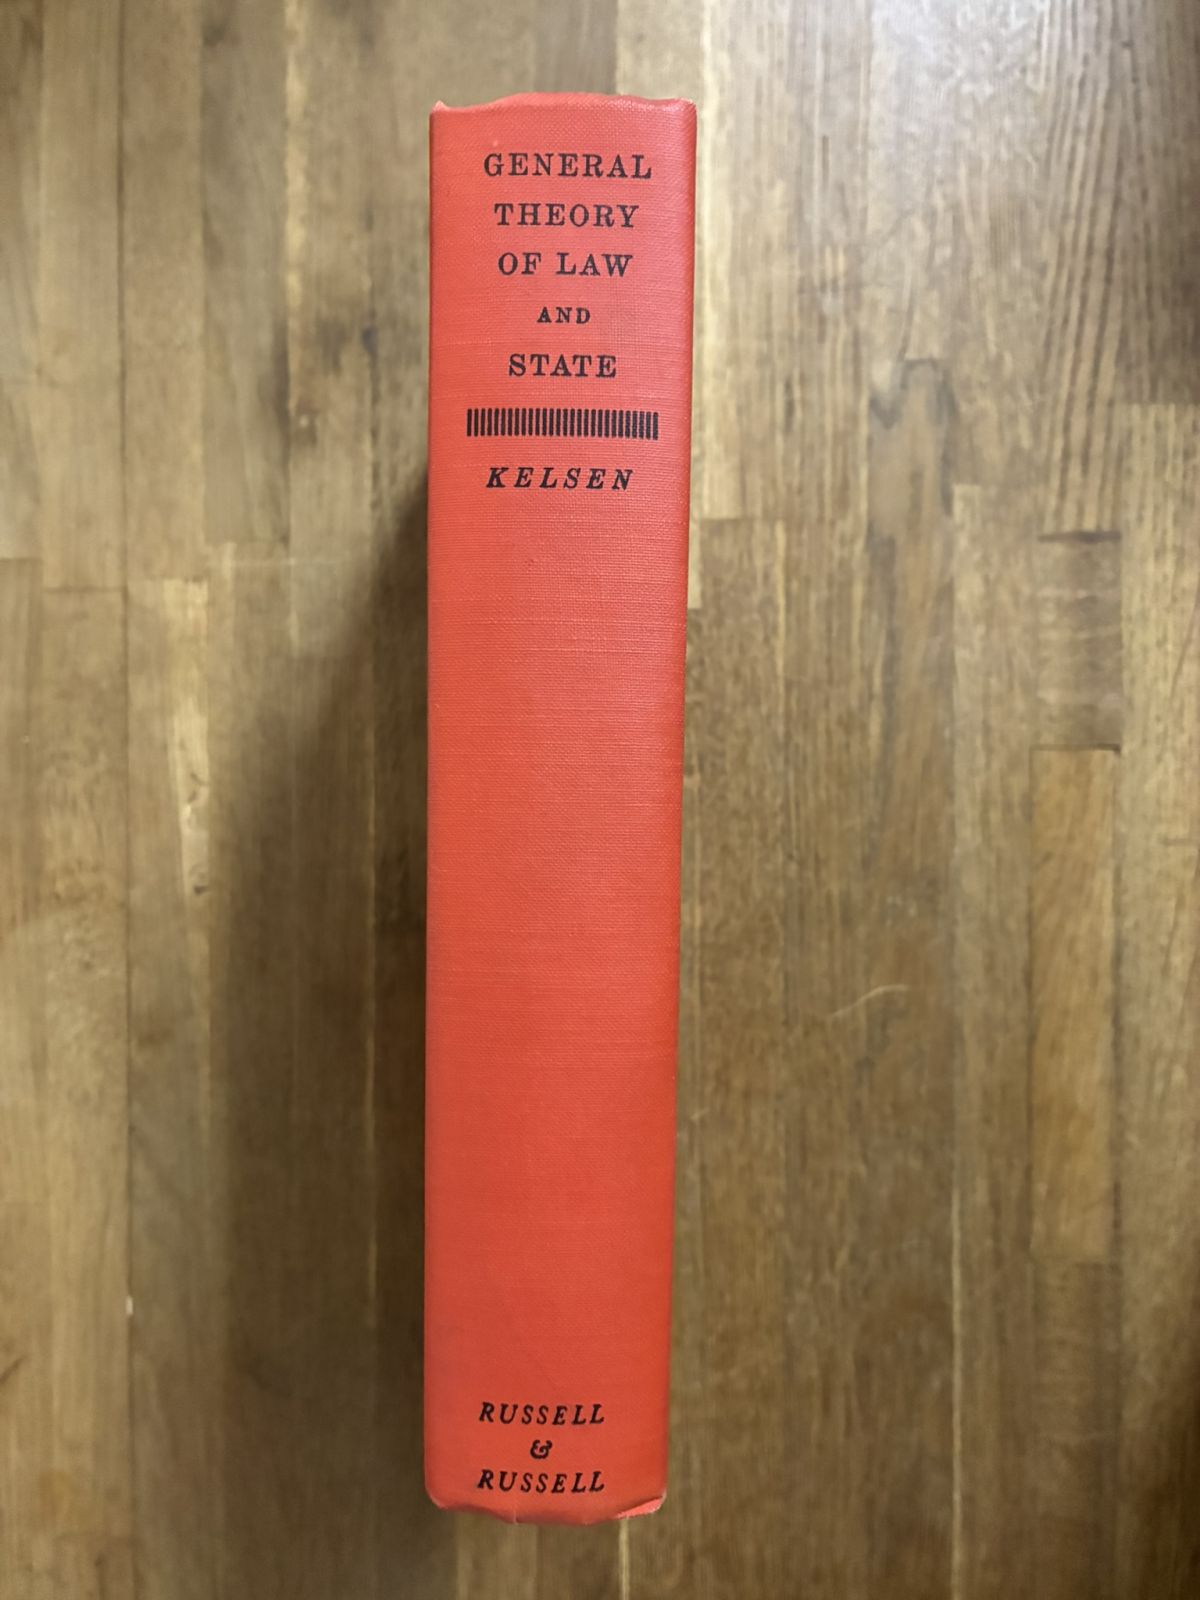 GENERAL
THEORY
OF LAW
AND
STATE
KELSEN
RUSSELL
&
RUSSELL